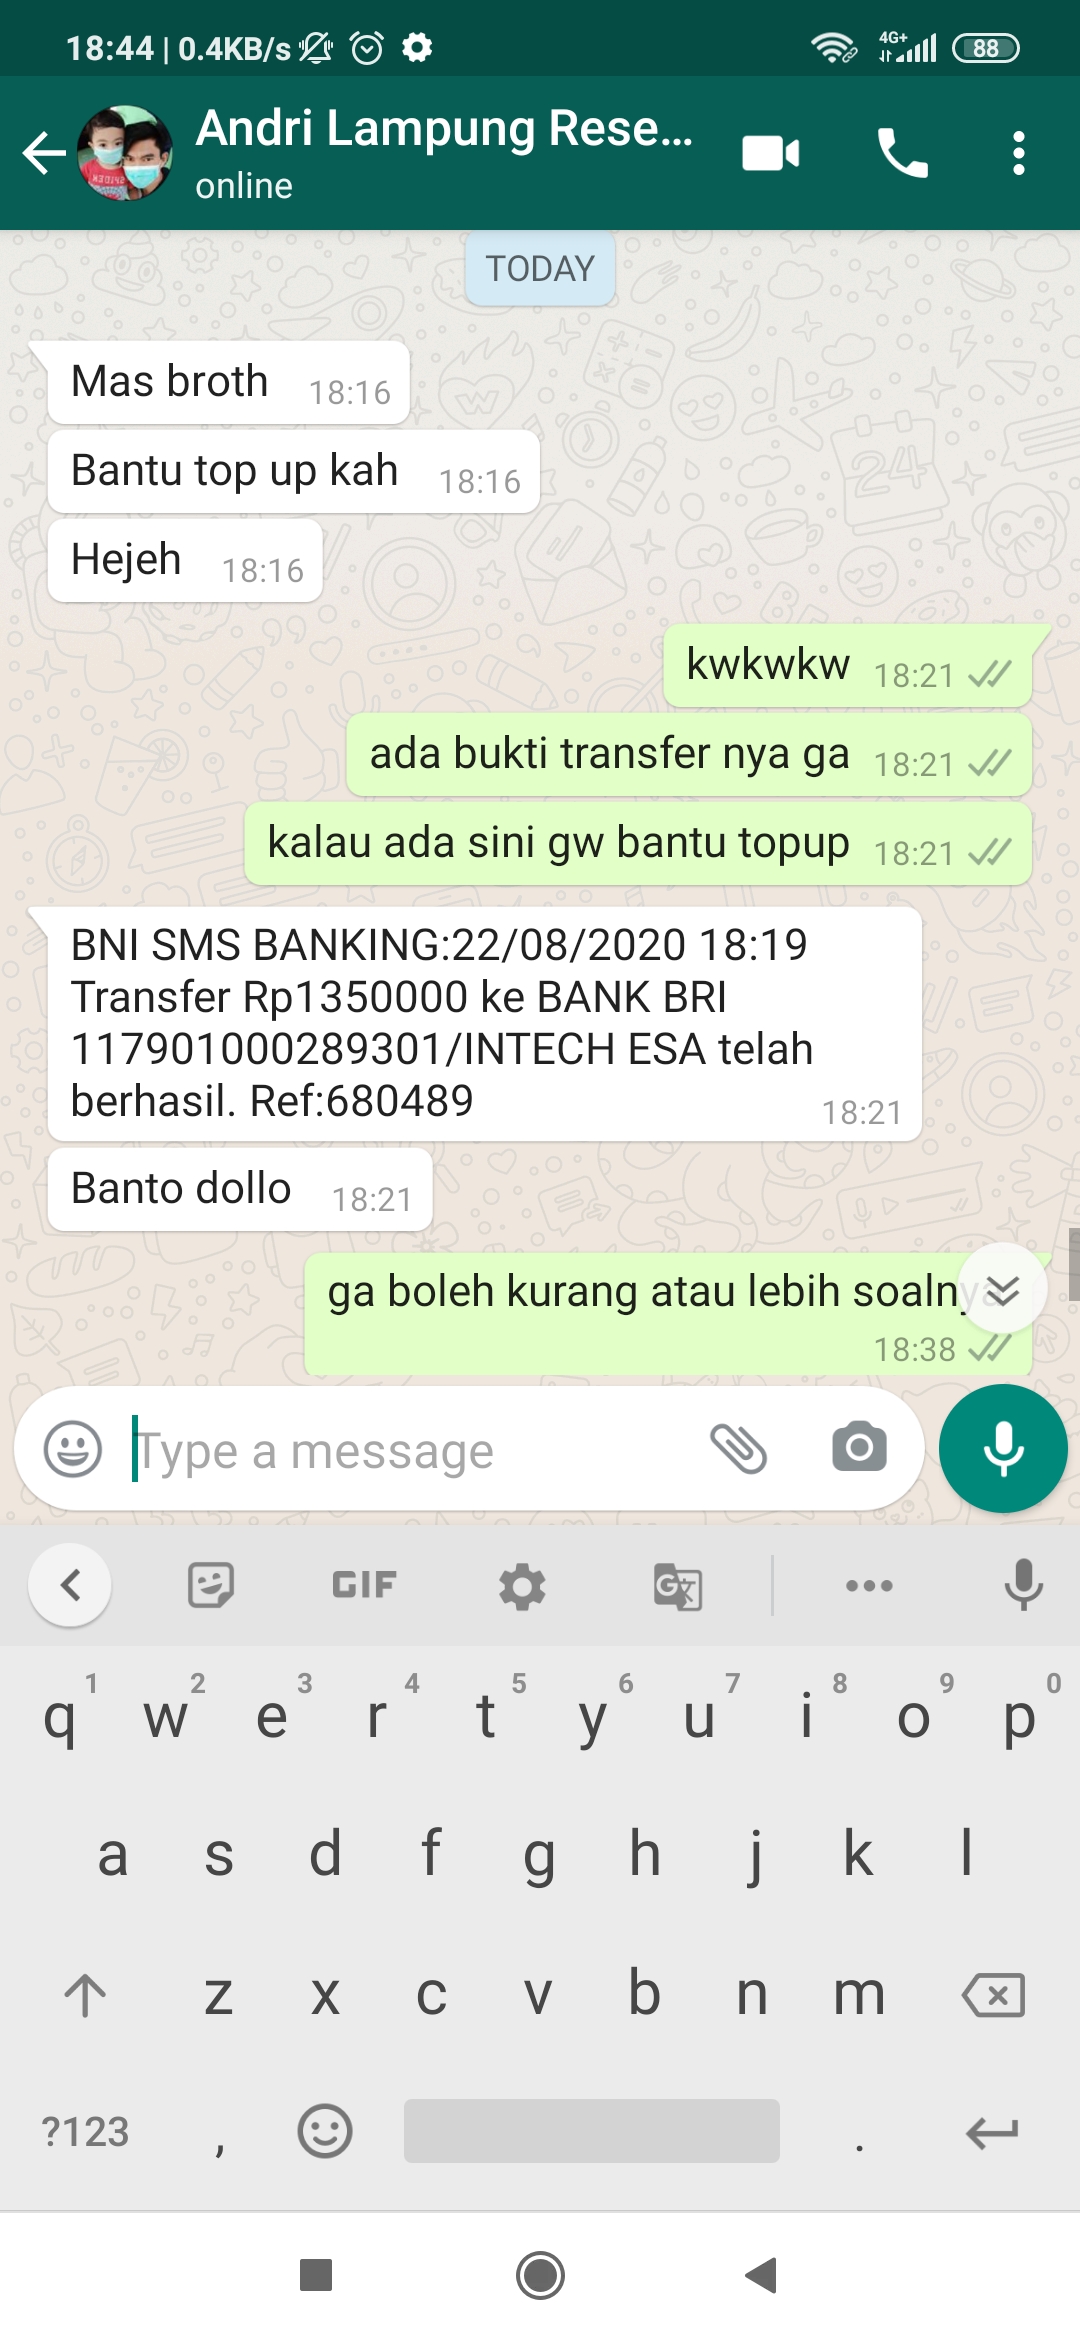 18:44 | 0.4KB/s
4G+
88
Andri Lampung Rese...
online
TODAY
Mas broth 18:16
Bantu top up kah 18:16
Hejeh 18:16
kwkwkw 18:21
ada bukti transfer nya ga 18:21
kalau ada sini gw bantu topup 18:21
BNI SMS BANKING:22/08/2020 18:19
Transfer Rp1350000 ke BANK BRI
117901000289301/INTECH ESA telah
berhasil. Ref:680489
18:21
Banto dollo 18:21
ga boleh kurang atau lebih soalnya
18:38
Type a message
GIF
1 2 3 4 5 6 7 8 9 0
q w e r t y u i o p
a s d f g h j k l
z x c v b n m
?123 , .